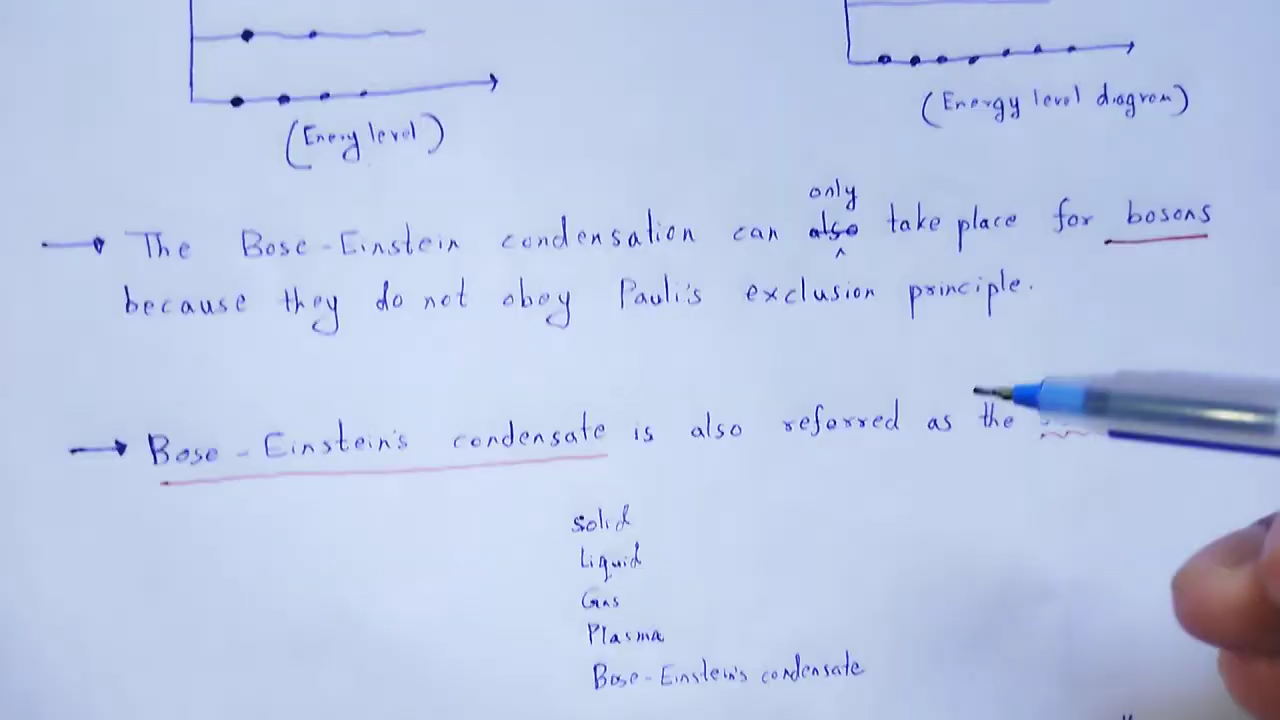 (Enery level)
(Energy level diagram)
only
The Bose-Einstein condensation can also take place for bosons
because they do not obey Pauli's exclusion principle.
Bose-Einstein's condensate is also referred as the
Solid
Liquid
Gas
Plasma
Bose-Einstein's condensate